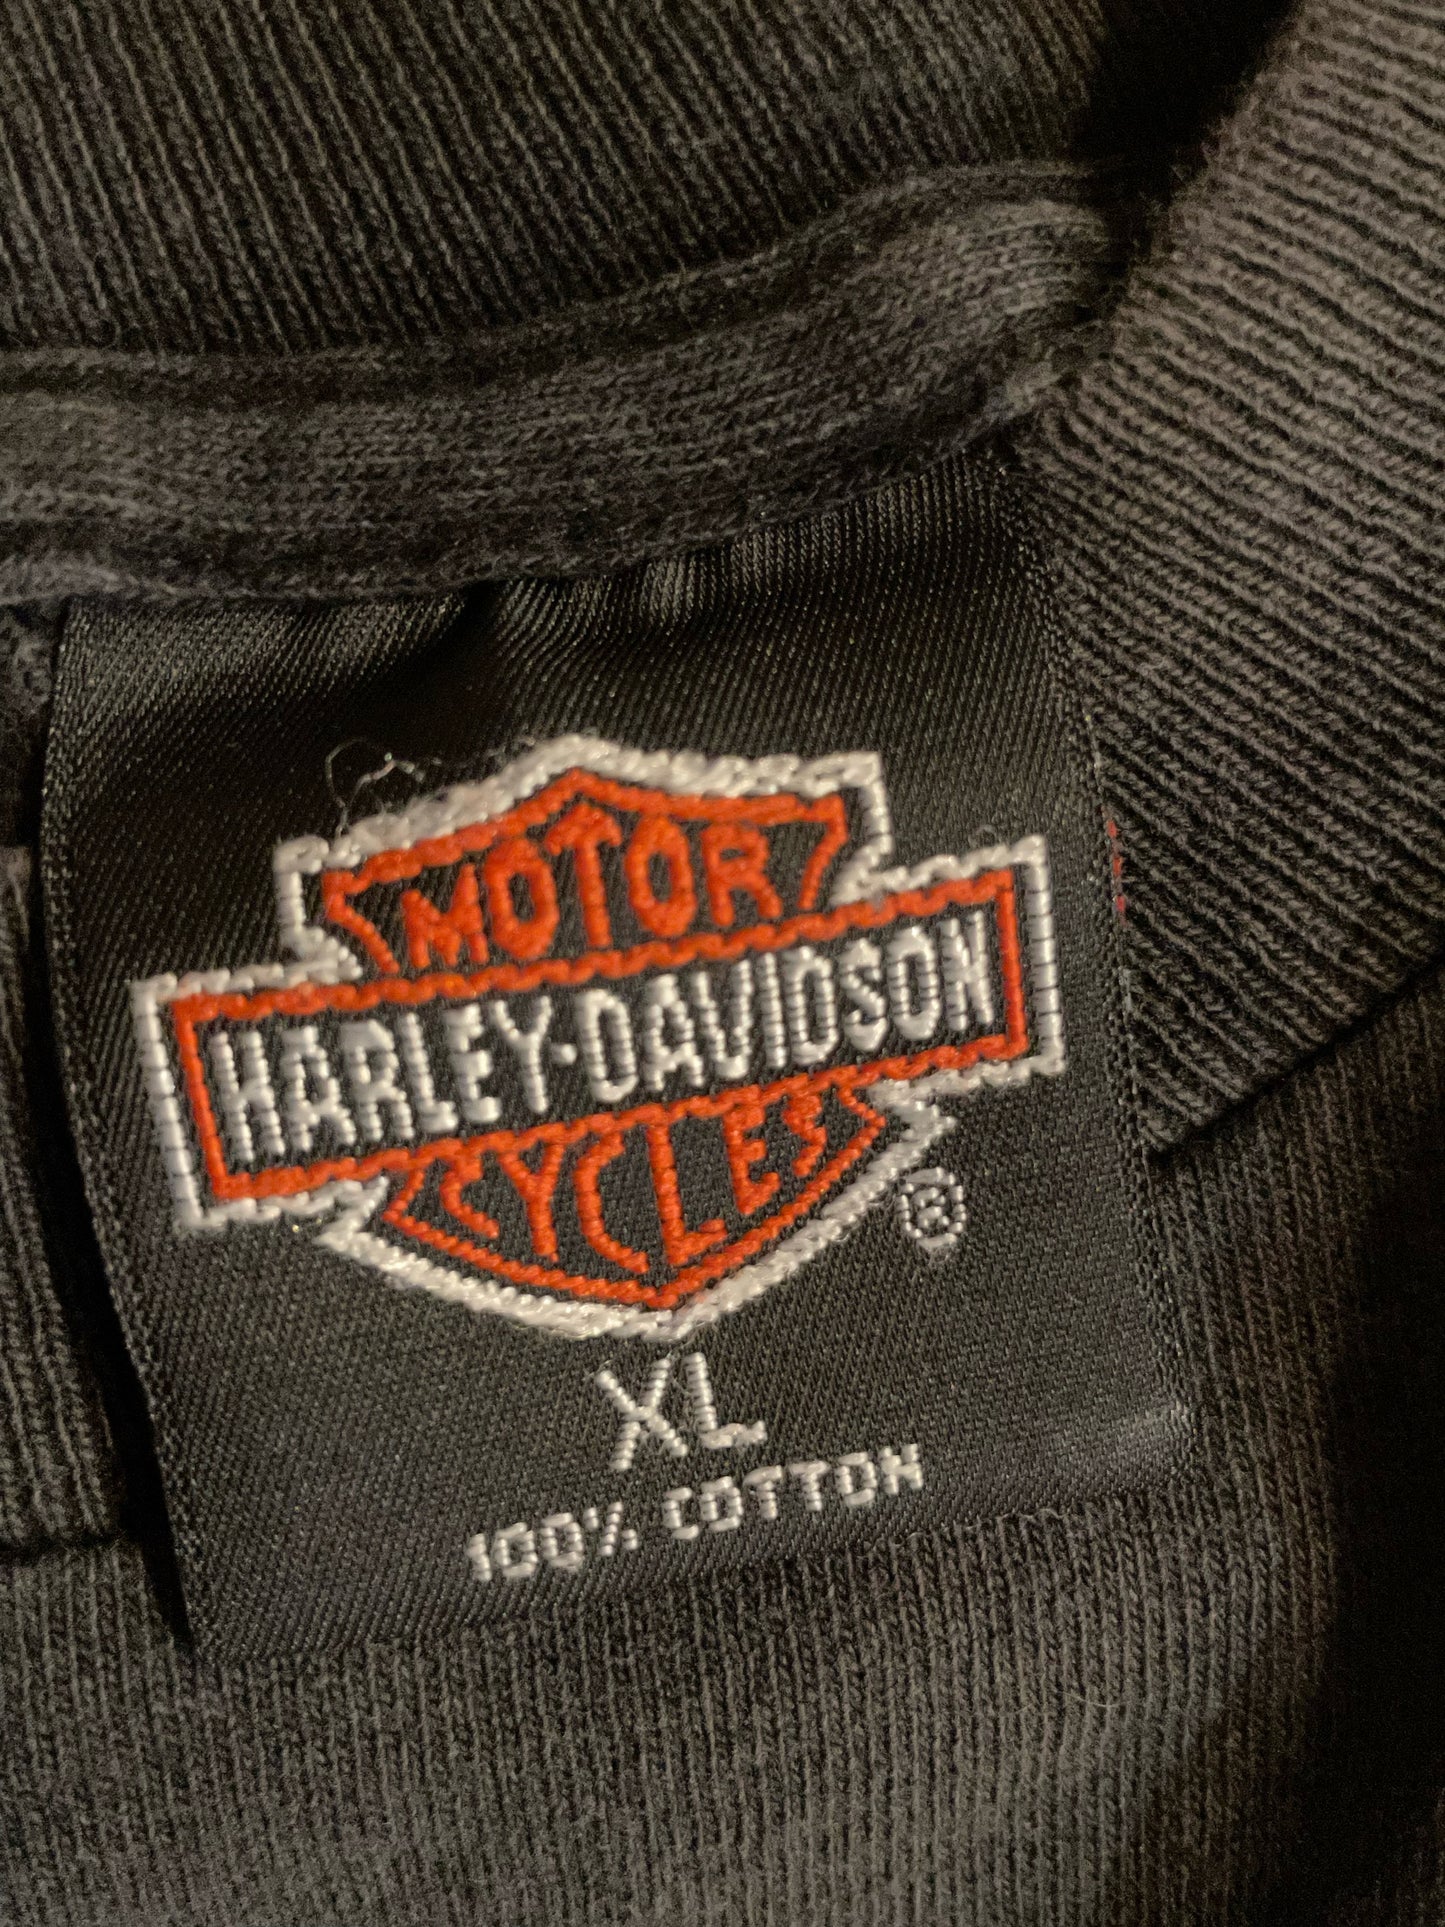 MOTOR
HARLEY-DAVIDSON
CYCLES
®
XL
100% COTTON